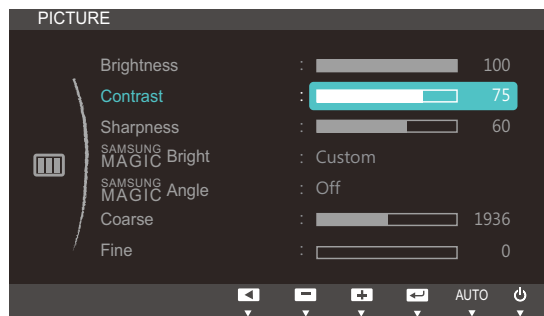 PICTURE
Brightness : 100
Contrast : 75
Sharpness : 60
SAMSUNG MAGIC Bright : Custom
SAMSUNG MAGIC Angle : Off
Coarse : 1936
Fine : 0
AUTO